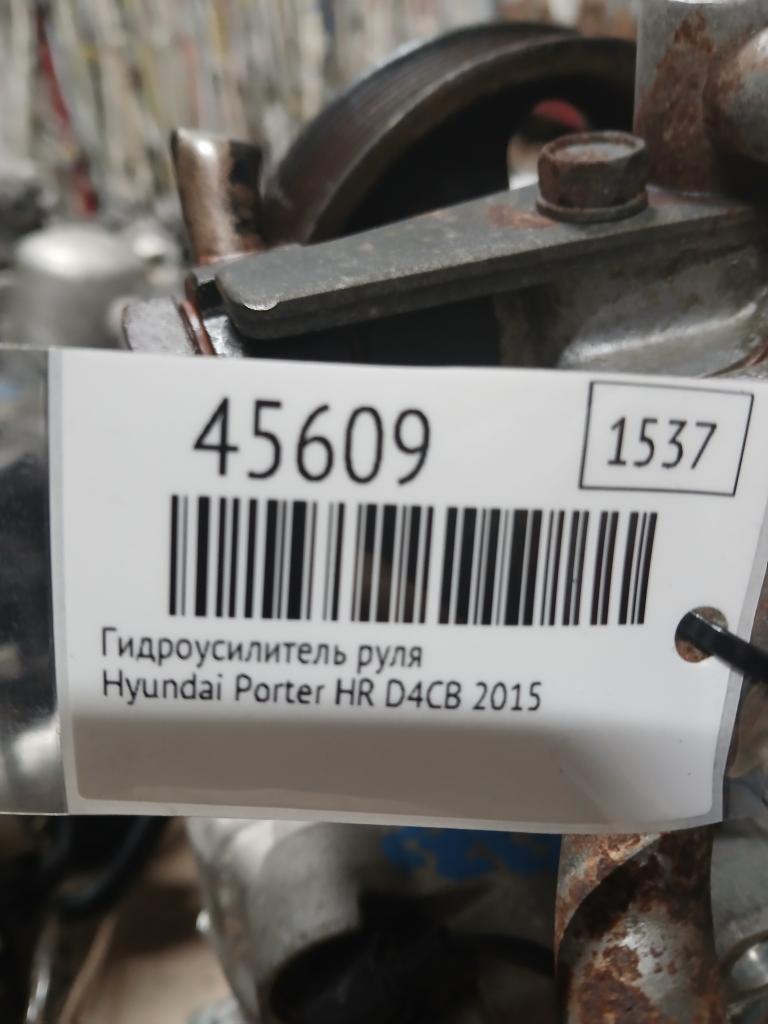 45609
1537
Гидроусилитель руля
Hyundai Porter HR D4CB 2015